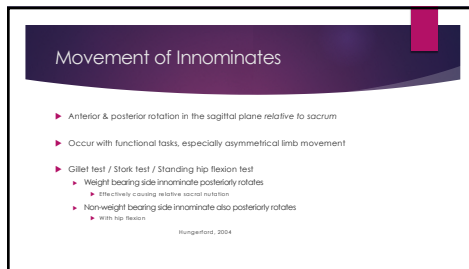 Movement of Innominates
Anterior & posterior rotation in the sagittal plane relative to sacrum
Occur with functional tasks, especially asymmetrical limb movement
Gillet test / Stork test / Standing hip flexion test
Weight bearing side innominate posteriorly rotates
Effectively causing relative sacral nutation
Non-weight bearing side innominate also posteriorly rotates
With hip flexion
Hungerford, 2004